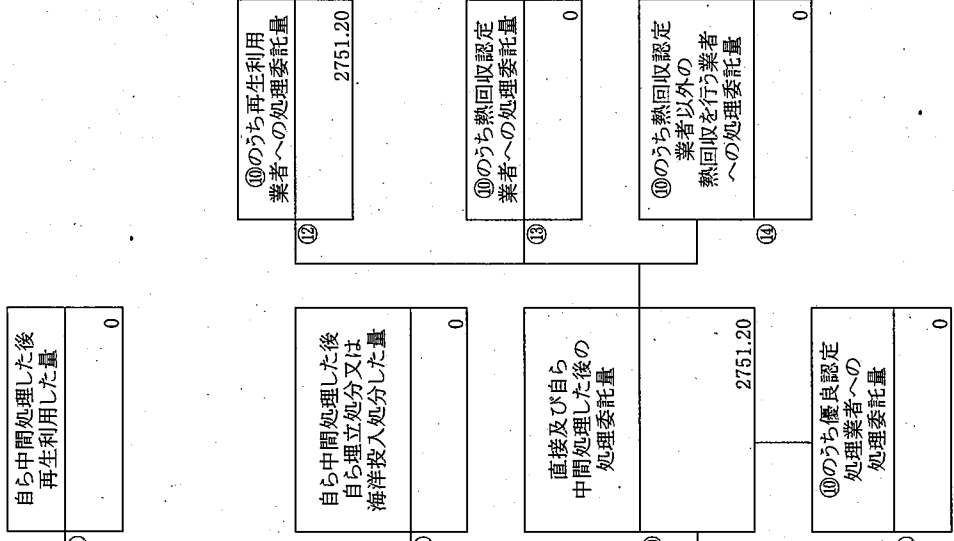 自ら中間処理した後
再生利用した量
0
自ら中間処理した後
自ら埋立処分又は
海洋投入処分した量
0
直接及び自ら
中間処理した後の
処理委託量
2751.20
⑩のうち優良認定
処理業者への
処理委託量
0
⑩のうち再生利用
業者への処理委託量
2751.20
⑫
⑩のうち熱回収認定
業者への処理委託量
0
⑬
⑩のうち熱回収認定
業者以外の
熱回収を行う業者
への処理委託量
0
⑭